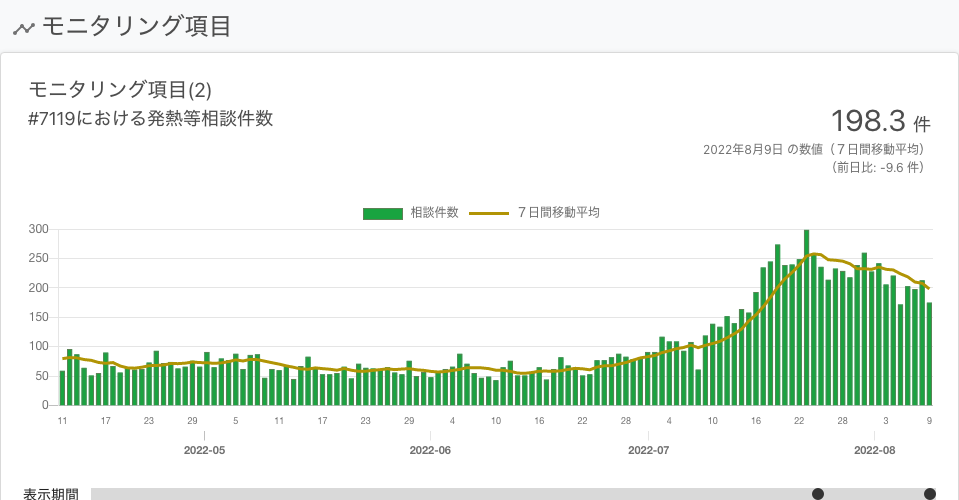 モニタリング項目
モニタリング項目(2)
#7119における発熱等相談件数
198.3 件
2022年8月9日 の数値（７日間移動平均）
（前日比: -9.6 件）
相談件数 ７日間移動平均
300
250
200
150
100
50
0
11 17 23 29 5 11 17 23 29 4 10 16 22 28 4 10 16 22 28 3 9
2022-05 2022-06 2022-07 2022-08
表示期間